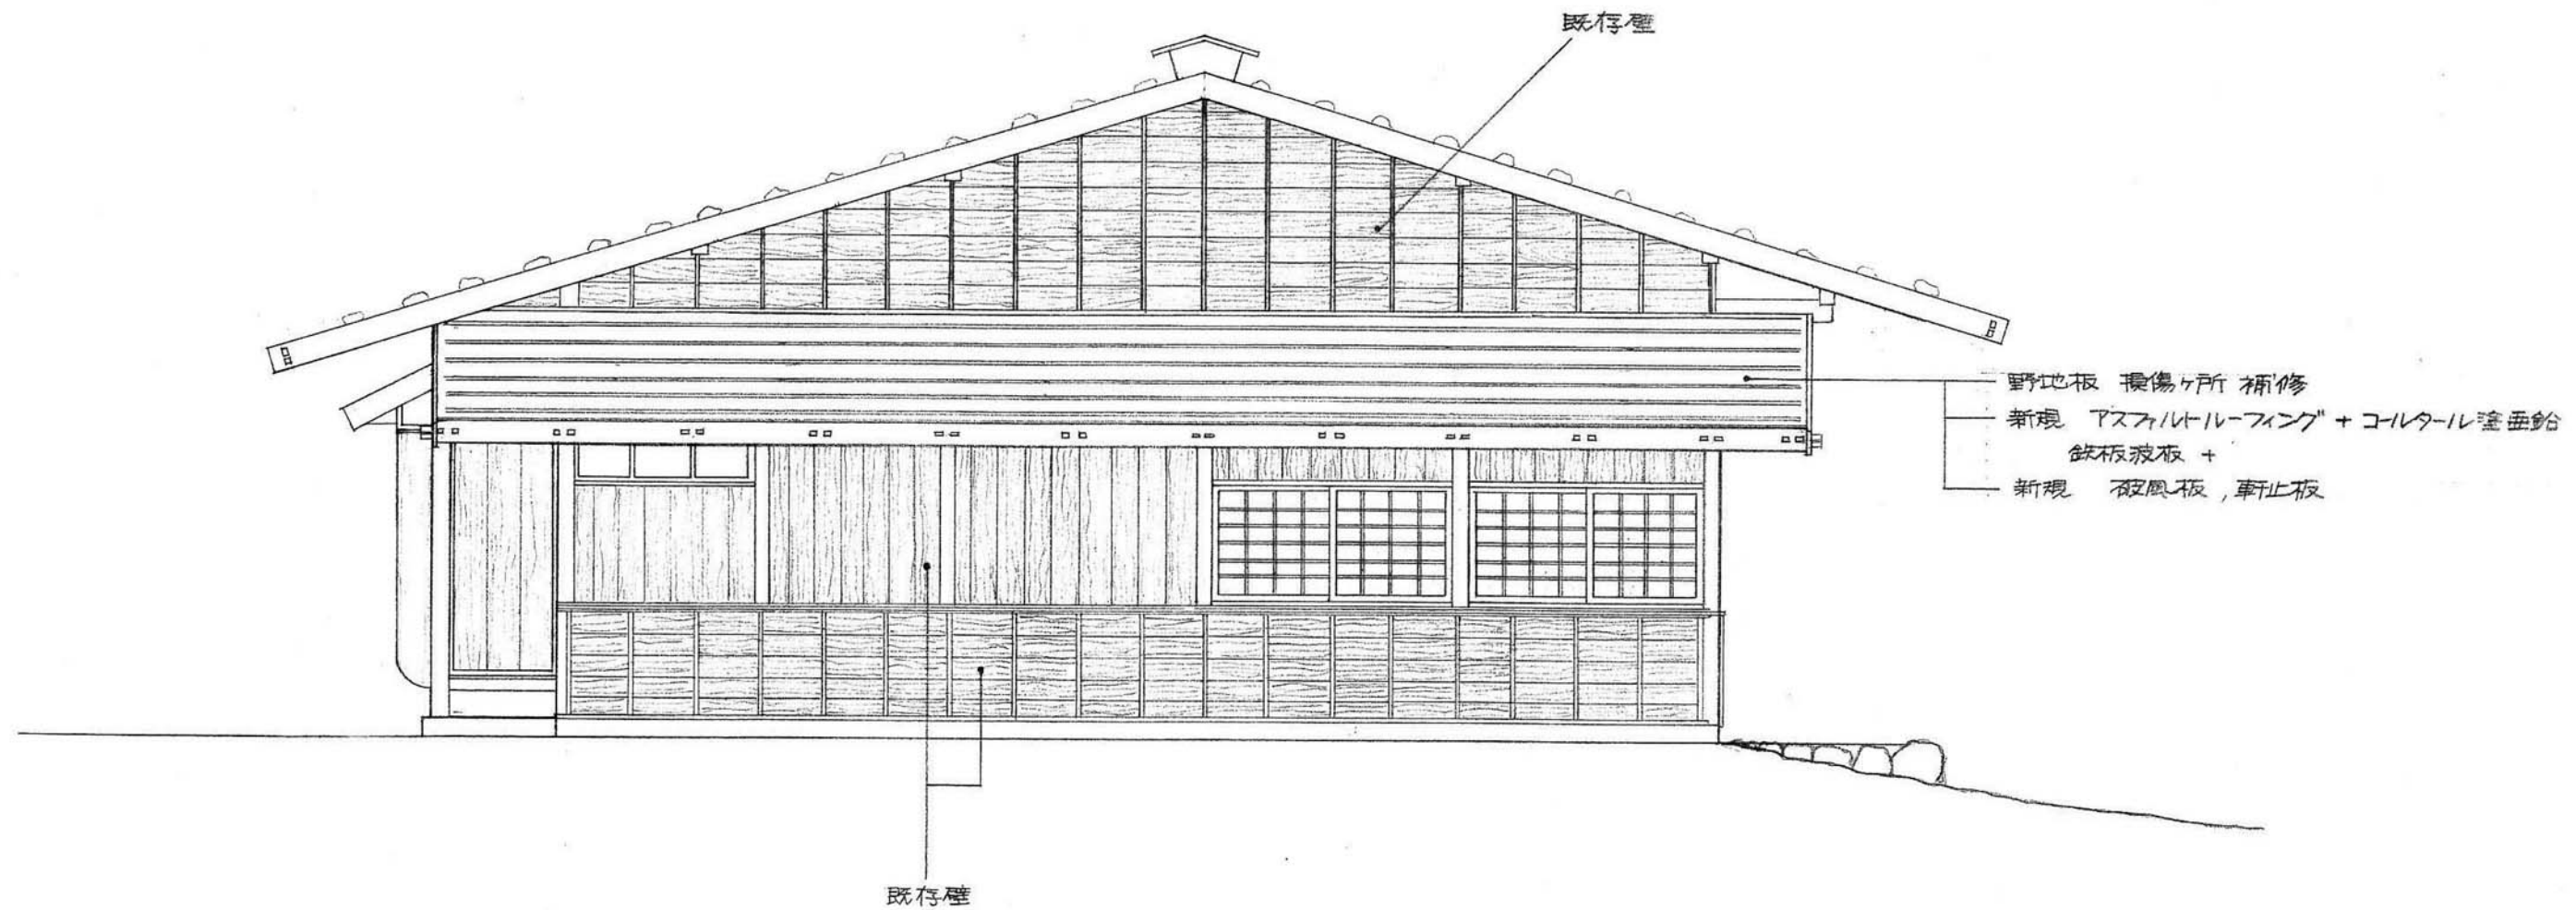 既存壁
野地板 損傷ヶ所 補修
新規 アスファルトルーフィング + コールタール塗亜鉛
鉄板波板 +
新規 破風板, 軒止板
既存壁